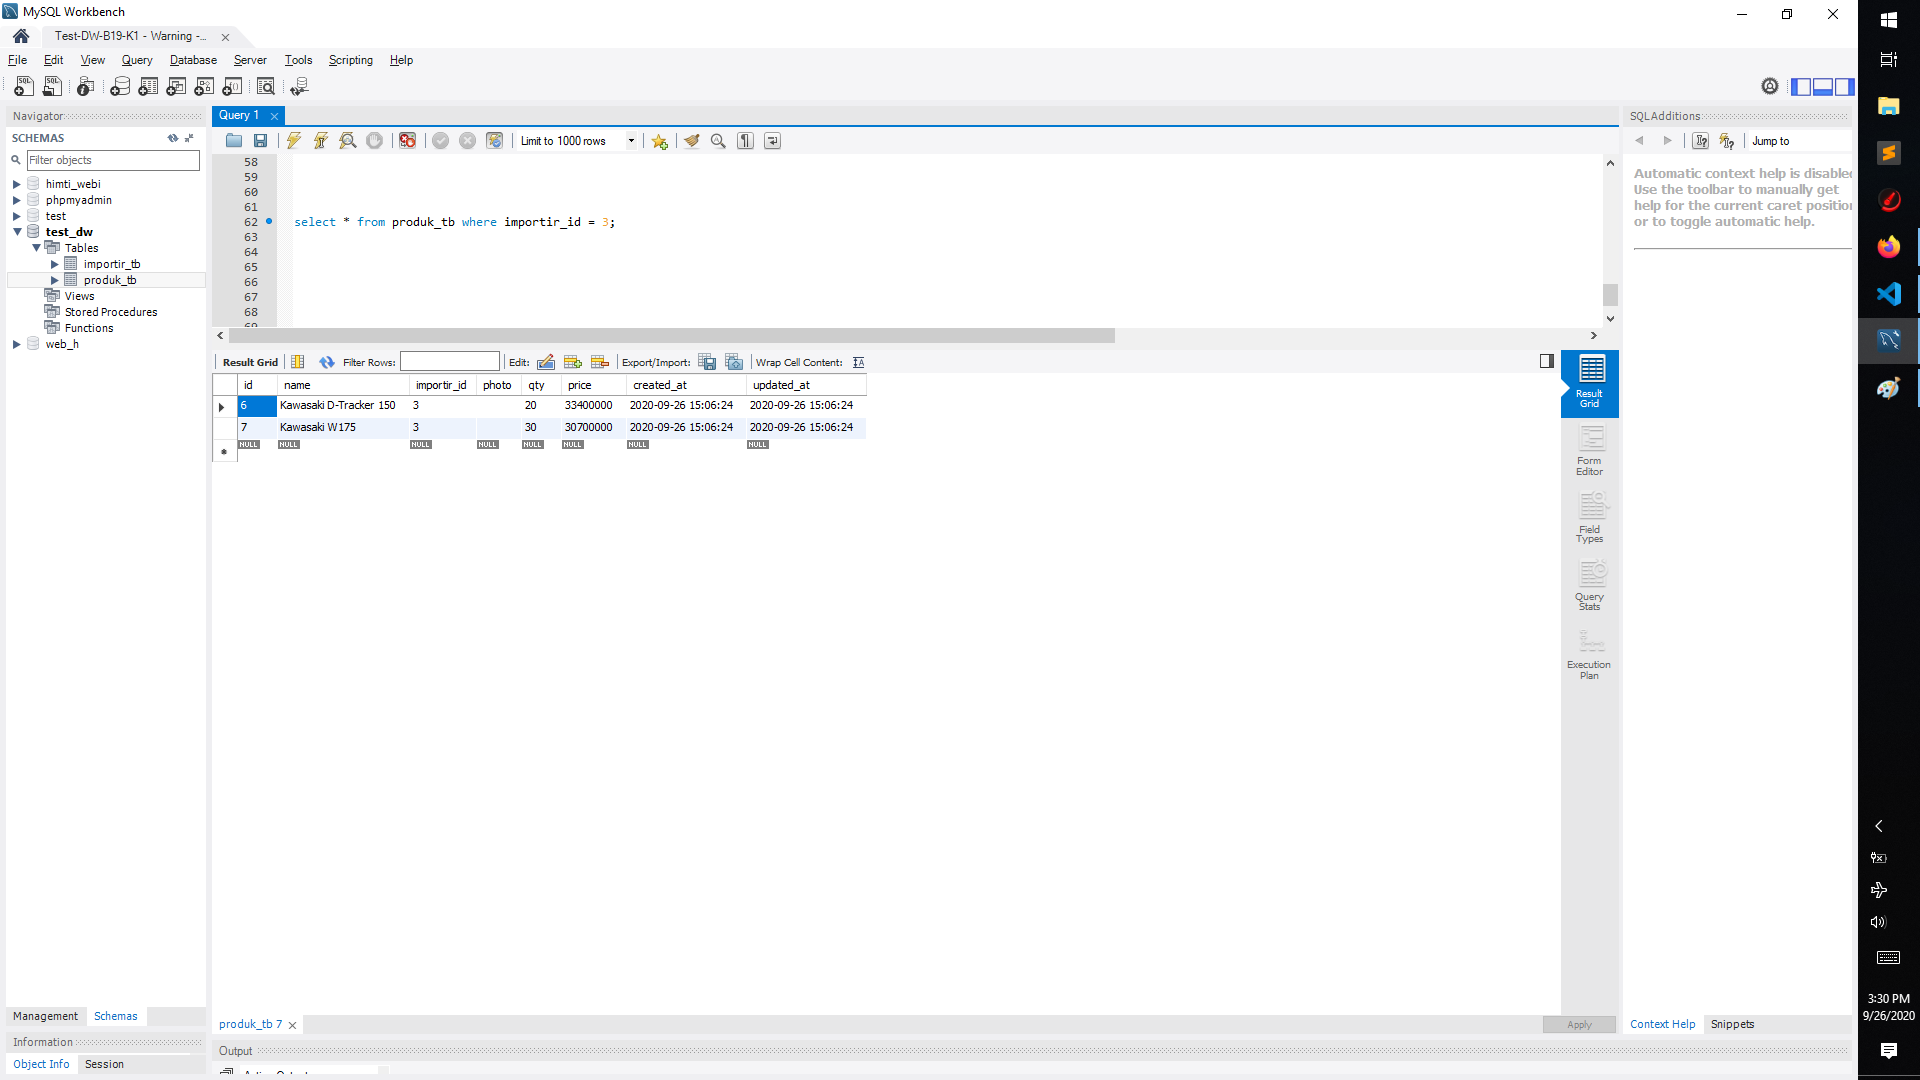 MySQL Workbench
Test-DW-B19-K1 - Warning -...
File Edit View Query Database Server Tools Scripting Help
Navigator
SCHEMAS
Filter objects
himti_webi
phpmyadmin
test
test_dw
Tables
importir_tb
produk_tb
Views
Stored Procedures
Functions
web_h
Management Schemas
Information
Object Info Session
Query 1
Limit to 1000 rows
58
59
60
61
62 select * from produk_tb where importir_id = 3;
63
64
65
66
67
68
69
Result Grid Filter Rows: Edit: Export/Import: Wrap Cell Content:
id name importir_id photo qty price created_at updated_at
6 Kawasaki D-Tracker 150 3 20 33400000 2020-09-26 15:06:24 2020-09-26 15:06:24
7 Kawasaki W175 3 30 30700000 2020-09-26 15:06:24 2020-09-26 15:06:24
NULL NULL NULL NULL NULL NULL NULL NULL
Result
Grid
Form
Editor
Field
Types
Query
Stats
Execution
Plan
produk_tb 7
Apply
Output
SQLAdditions
Jump to
Automatic context help is disabled
Use the toolbar to manually get
help for the current caret position
or to toggle automatic help.
Context Help Snippets
3:30 PM
9/26/2020